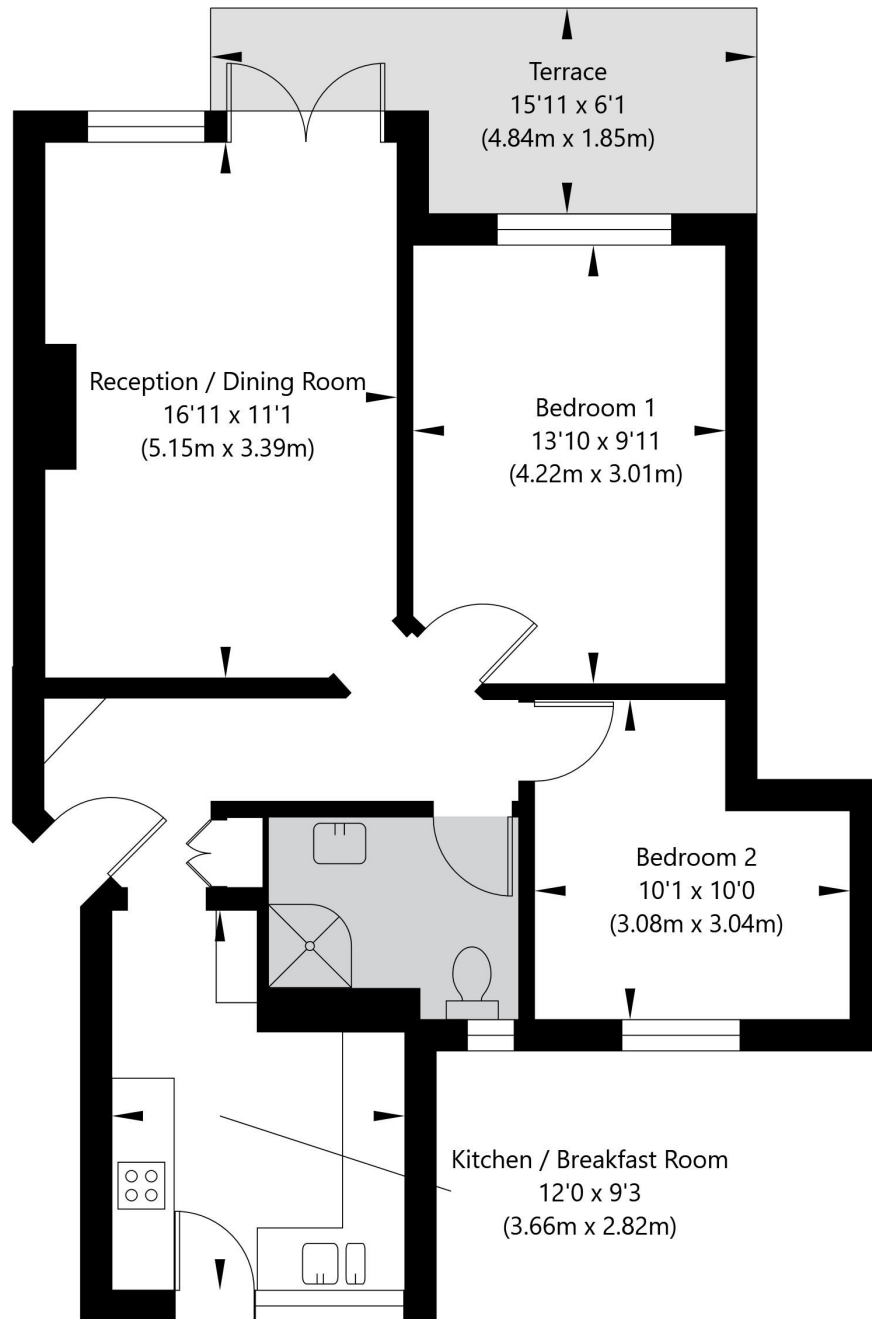 Terrace
15'11 x 6'1
(4.84m x 1.85m)
Reception / Dining Room
16'11 x 11'1
(5.15m x 3.39m)
Bedroom 1
13'10 x 9'11
(4.22m x 3.01m)
Bedroom 2
10'1 x 10'0
(3.08m x 3.04m)
Kitchen / Breakfast Room
12'0 x 9'3
(3.66m x 2.82m)